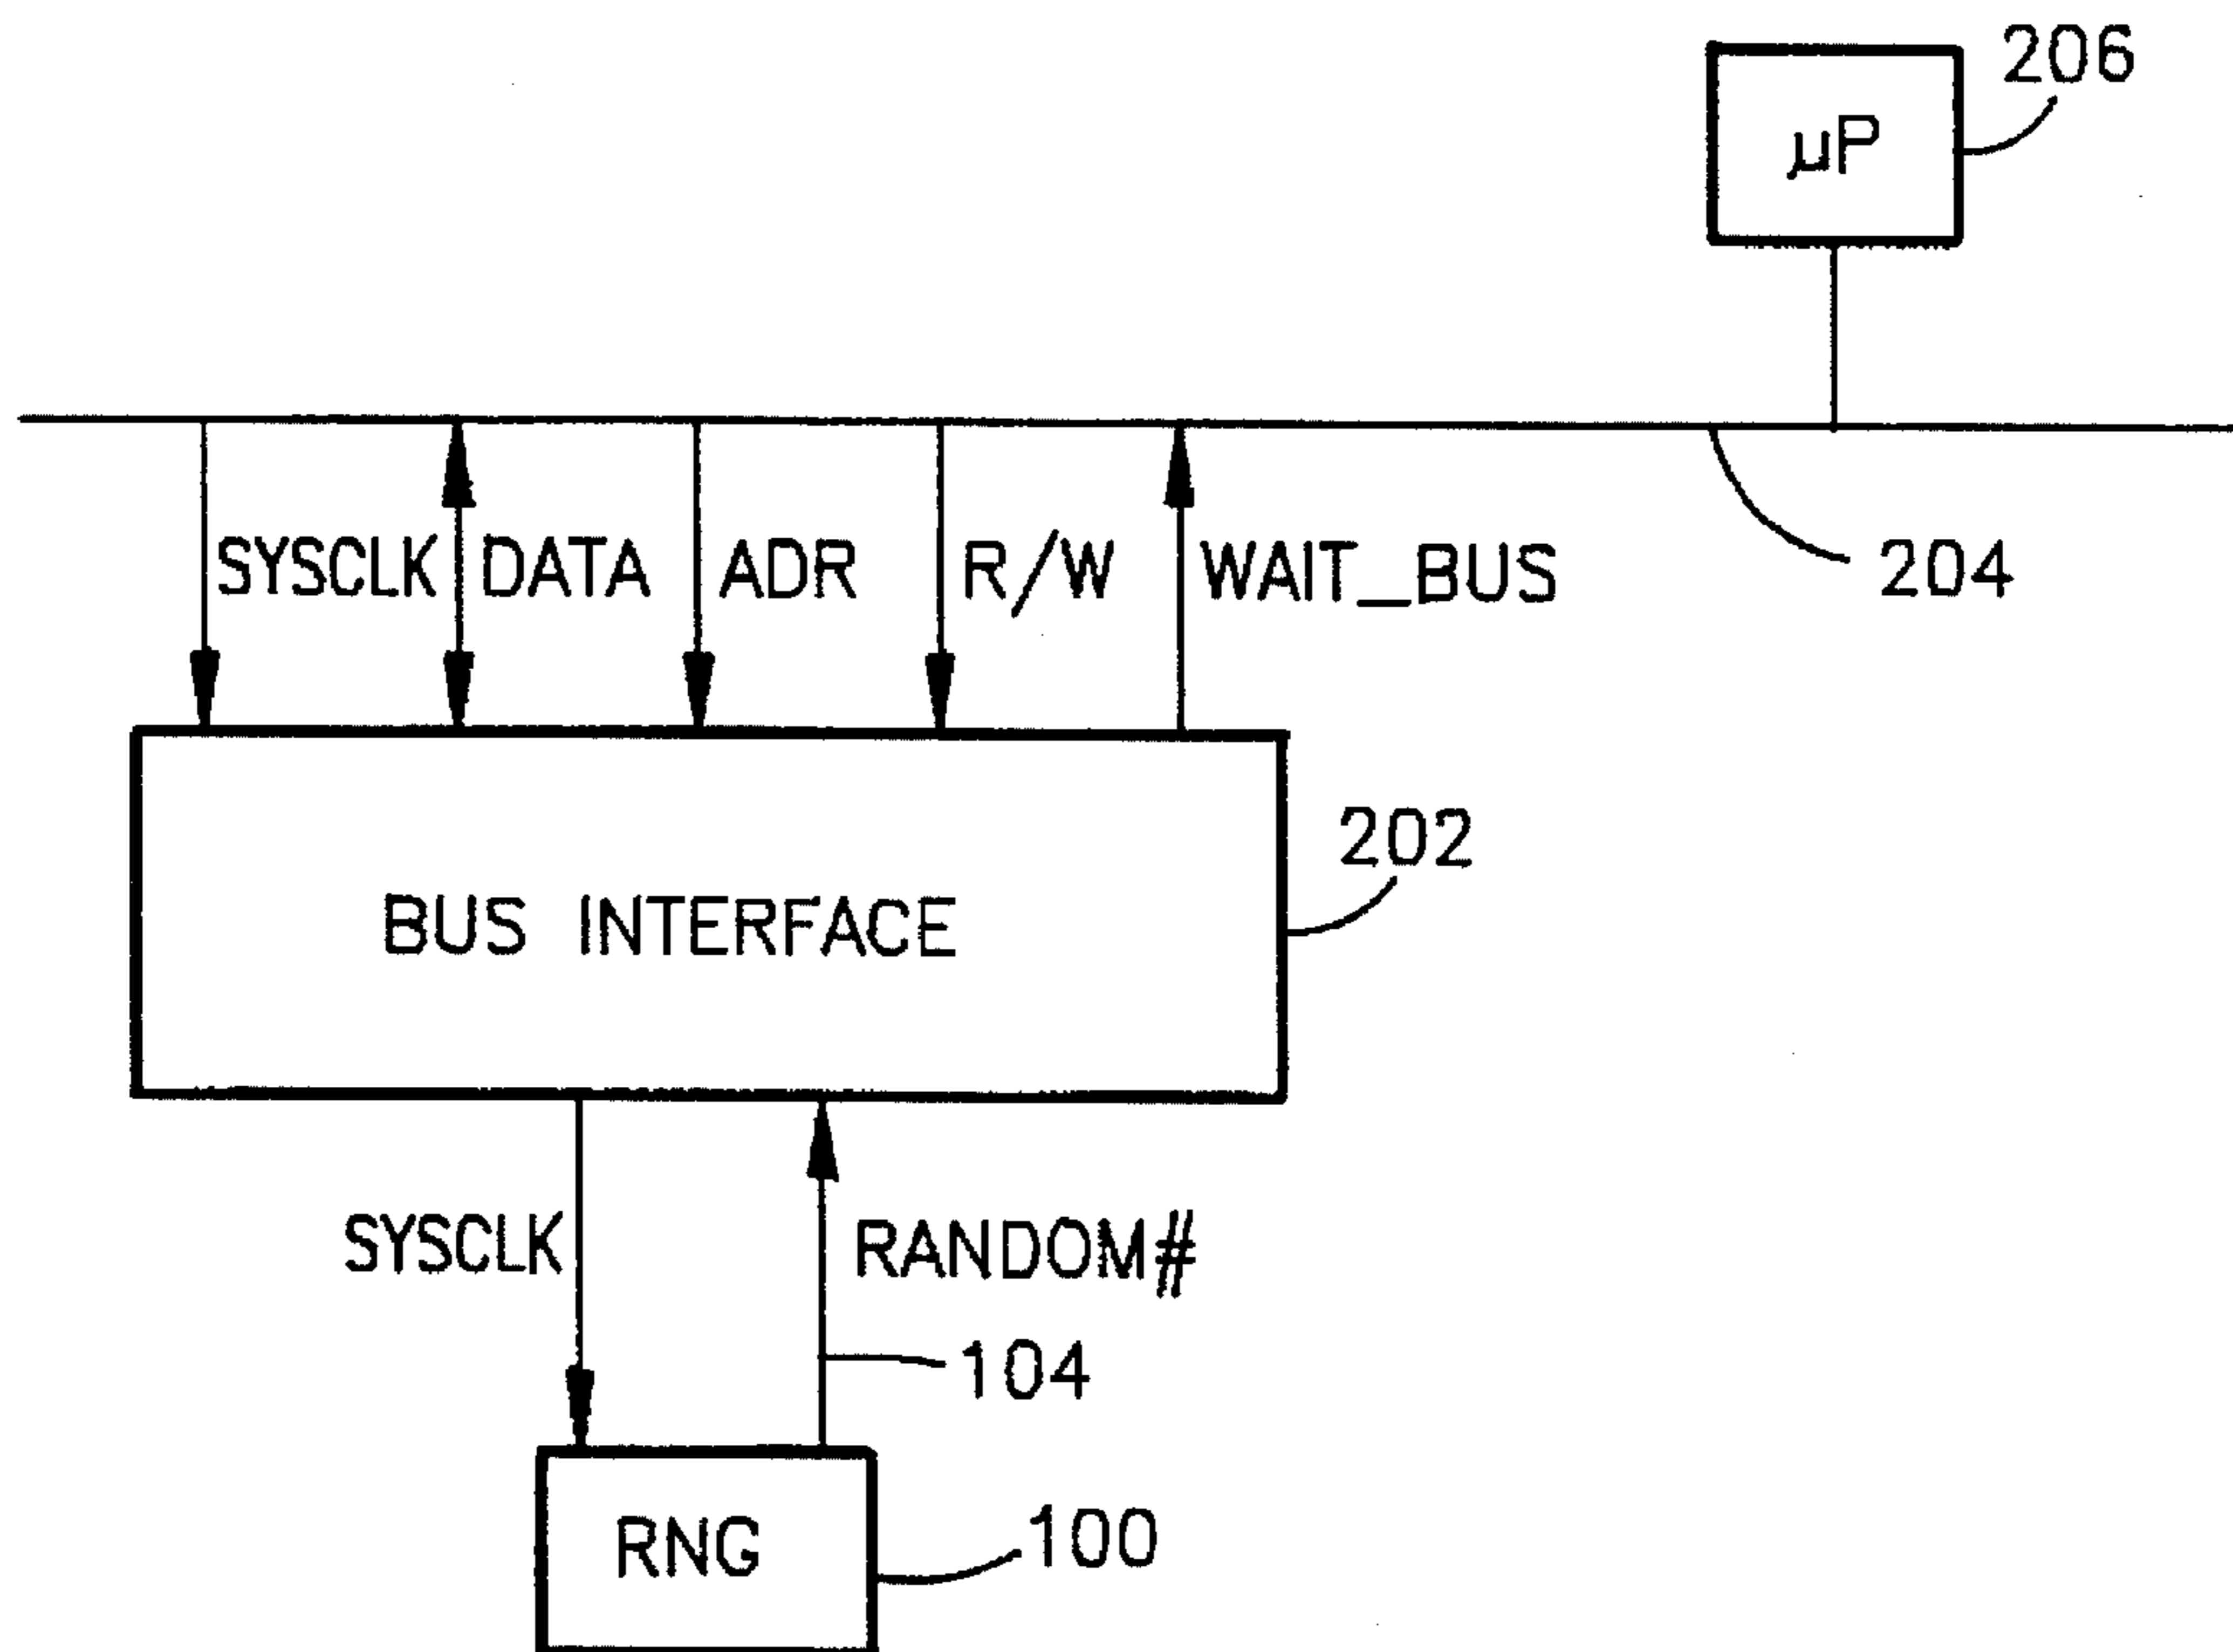 206
µP
SYSCLK DATA ADR R/W WAIT_BUS
204
202
BUS INTERFACE
SYSCLK RANDOM#
104
RNG
100